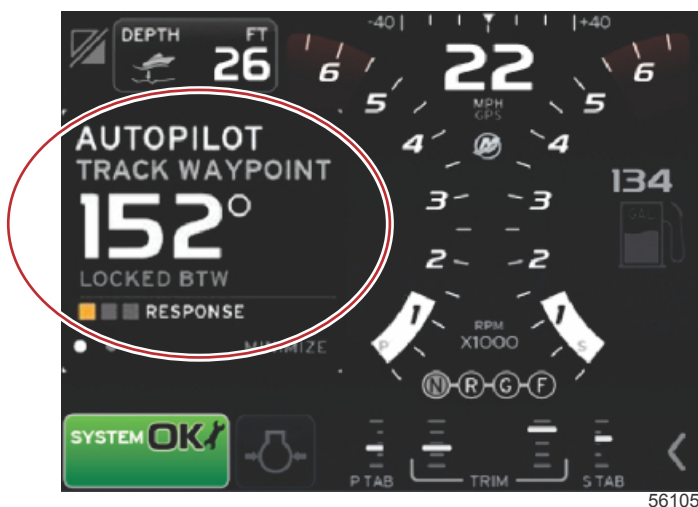 DEPTH FT
26
-40 +40
22
MPH
GPS
6 6
5 5
4 4
3 3
2 2
1 1
P S
RPM
X1000
N R G F
AUTOPILOT
TRACK WAYPOINT
152°
LOCKED BTW
RESPONSE
MINIMIZE
134
GAL
SYSTEM OK
P TAB TRIM S TAB
56105